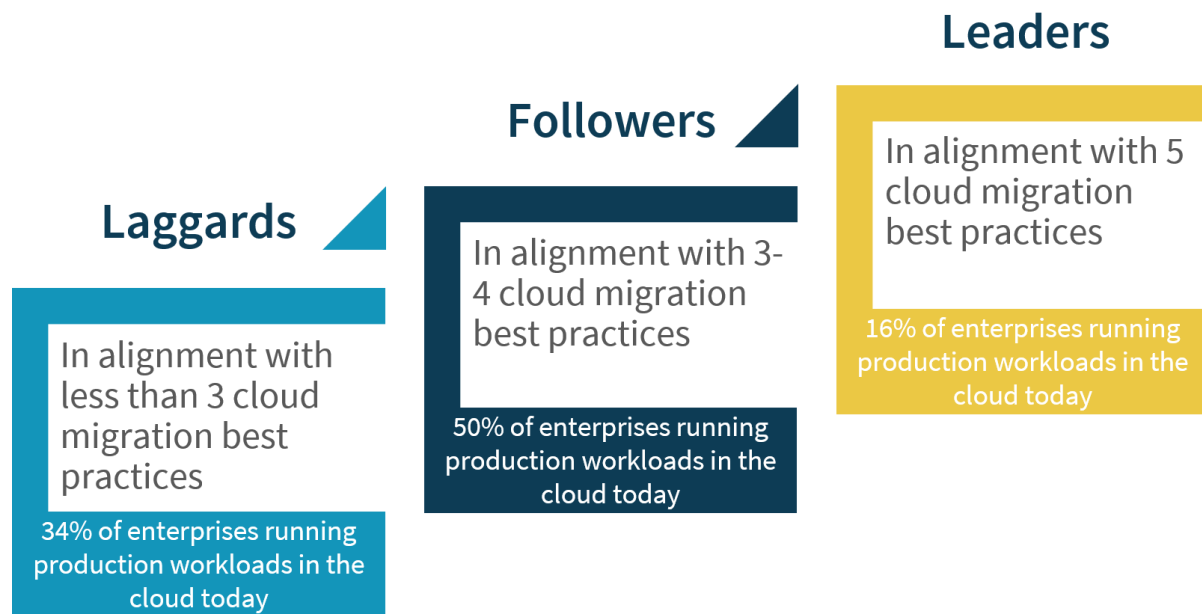 Laggards
In alignment with
less than 3 cloud
migration best
practices
34% of enterprises running
production workloads in the
cloud today
Followers
In alignment with 3-
4 cloud migration
best practices
50% of enterprises running
production workloads in the
cloud today
Leaders
In alignment with 5
cloud migration
best practices
16% of enterprises running
production workloads in the
cloud today